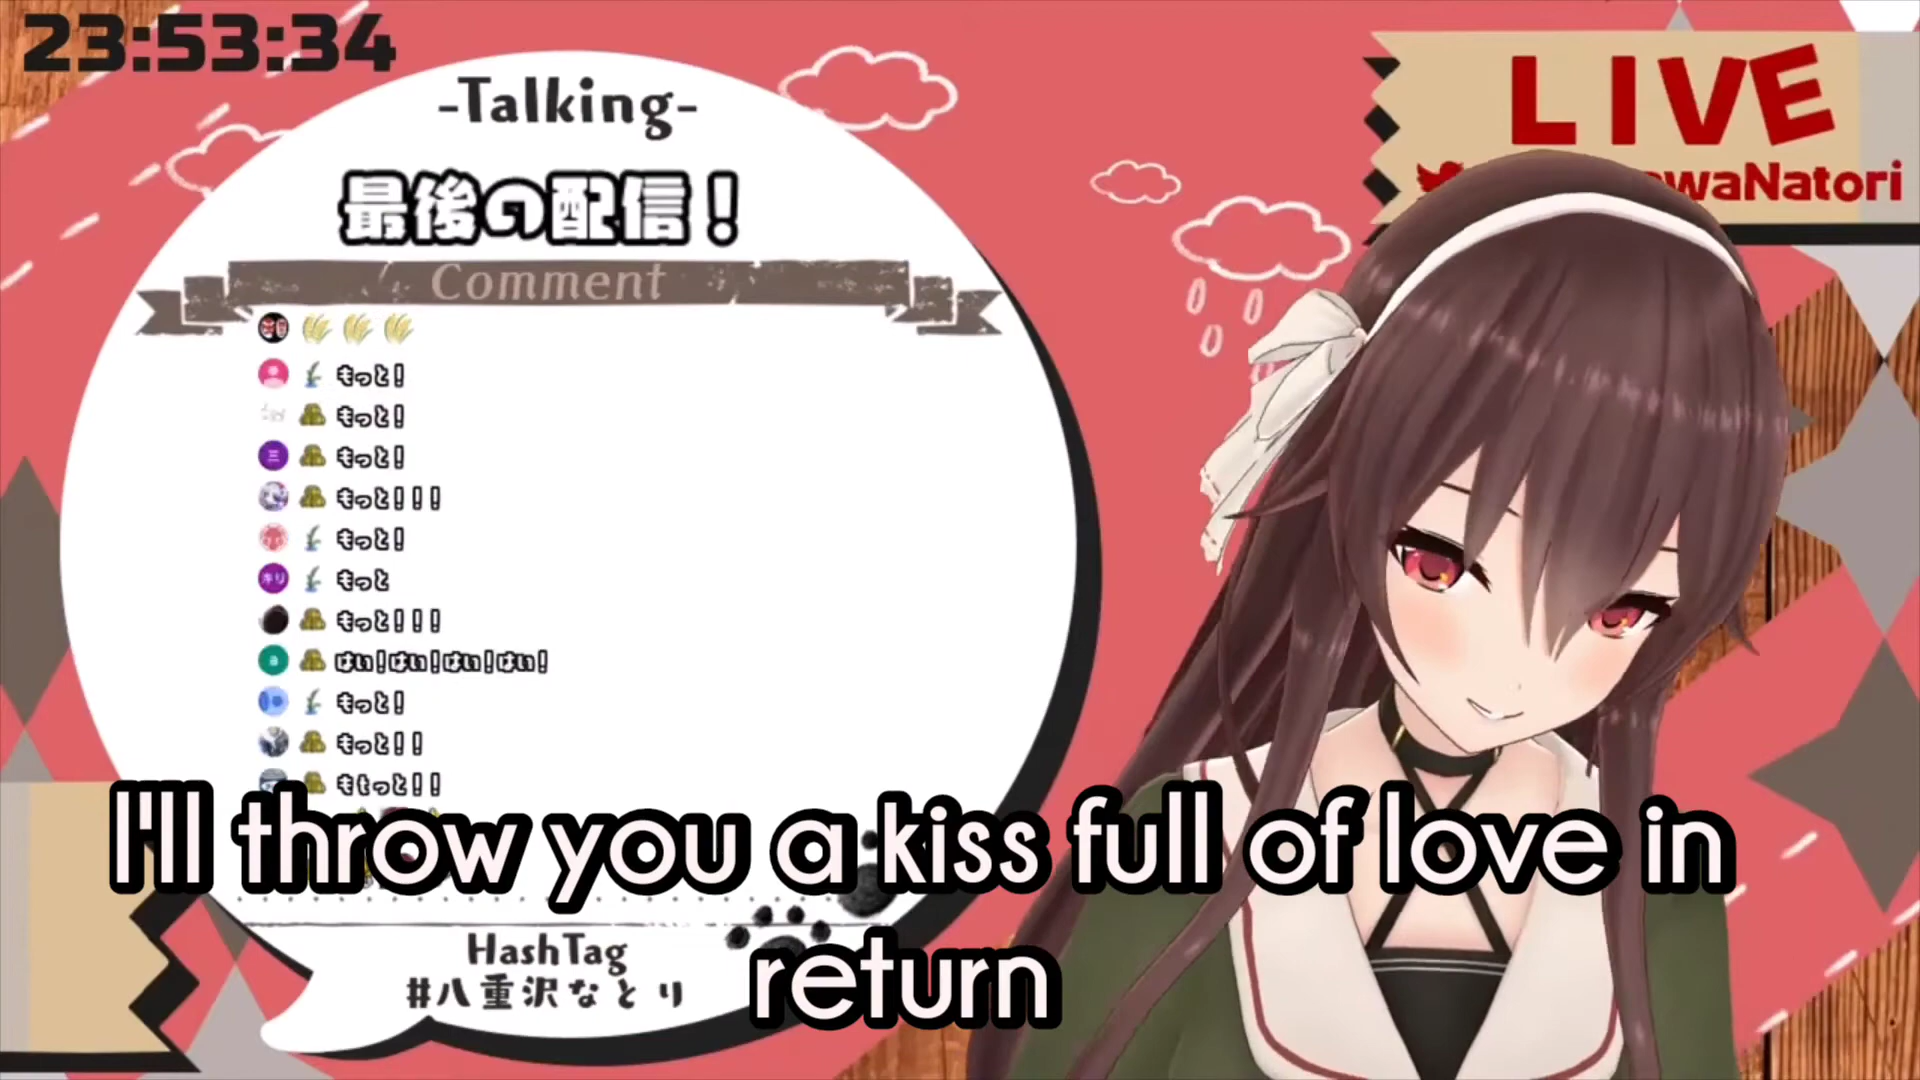 23:53:34
-Talking-
最後の配信！
Comment
もっと！
もっと！
もっと！
もっと！！！
もっと！
キリ もっと
もっと！！！
a はい！はい！はい！はい！
もっと！
もっと！！
ももっと！！
I'll throw you a kiss full of love in
return
HashTag
#八重沢なとり
LIVE
waNatori